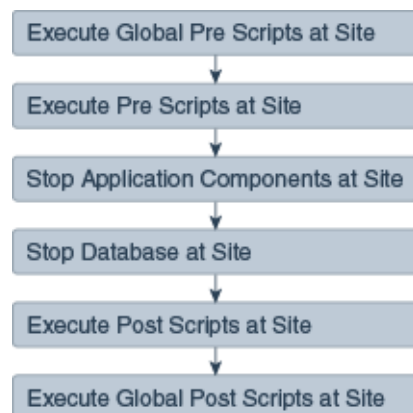 Execute Global Pre Scripts at Site
Execute Pre Scripts at Site
Stop Application Components at Site
Stop Database at Site
Execute Post Scripts at Site
Execute Global Post Scripts at Site